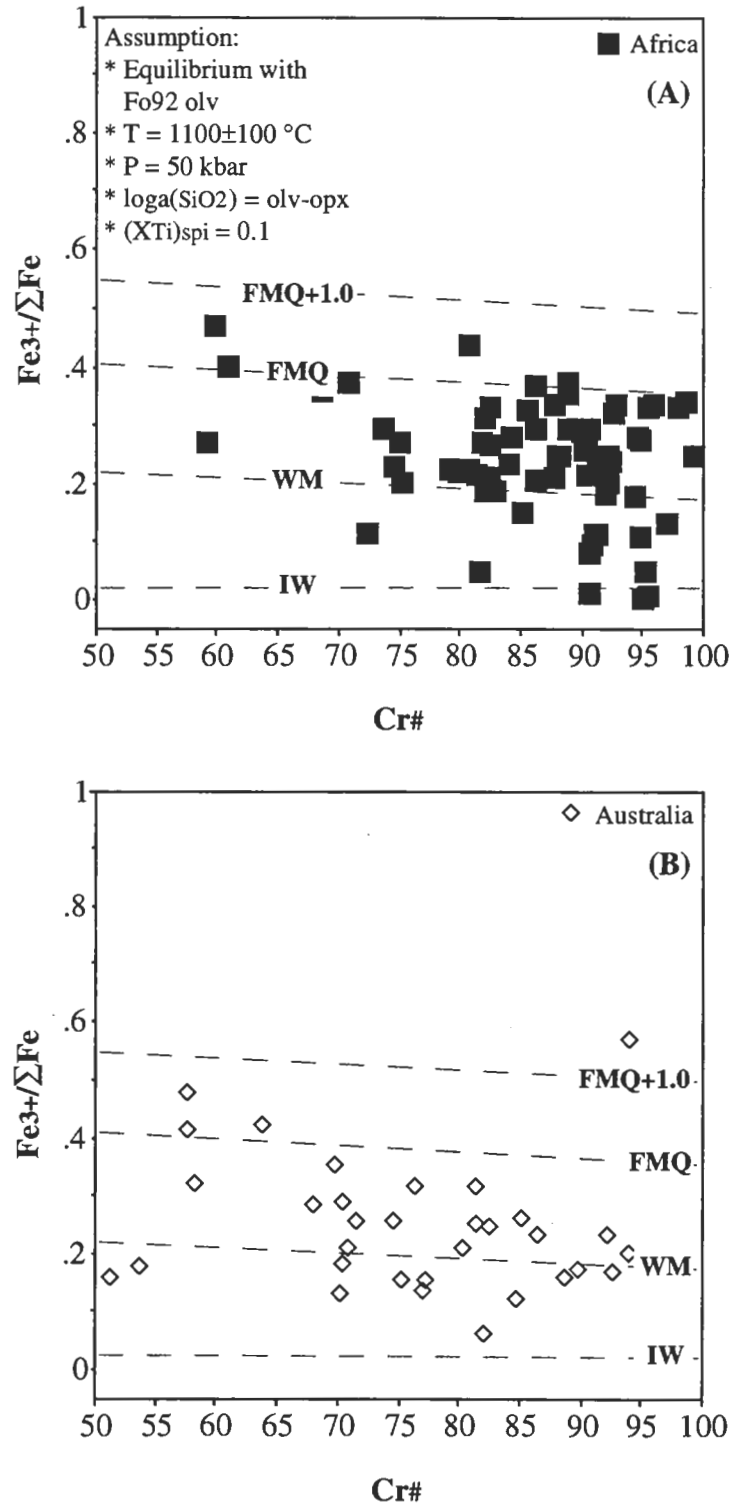 1
Assumption:
* Equilibrium with
Fo92 olv
* T = 1100±100 °C
* P = 50 kbar
* loga(SiO2) = olv-opx
* (XTi)spi = 0.1
Africa
(A)
.8
.6
.4
.2
0
Fe3+/∑Fe
FMQ+1.0
FMQ
WM
IW
50 55 60 65 70 75 80 85 90 95 100
Cr#
1
Australia
(B)
.8
.6
.4
.2
0
Fe3+/∑Fe
FMQ+1.0
FMQ
WM
IW
50 55 60 65 70 75 80 85 90 95 100
Cr#